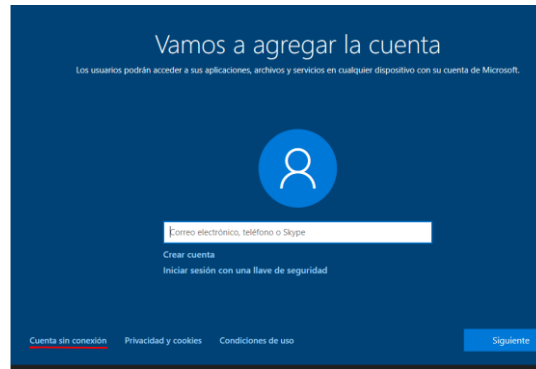 Vamos a agregar la cuenta
Los usuarios podrán acceder a sus aplicaciones, archivos y servicios en cualquier dispositivo con su cuenta de Microsoft.
Correo electrónico, teléfono o Skype
Crear cuenta
Iniciar sesión con una llave de seguridad
Cuenta sin conexión Privacidad y cookies Condiciones de uso Siguiente